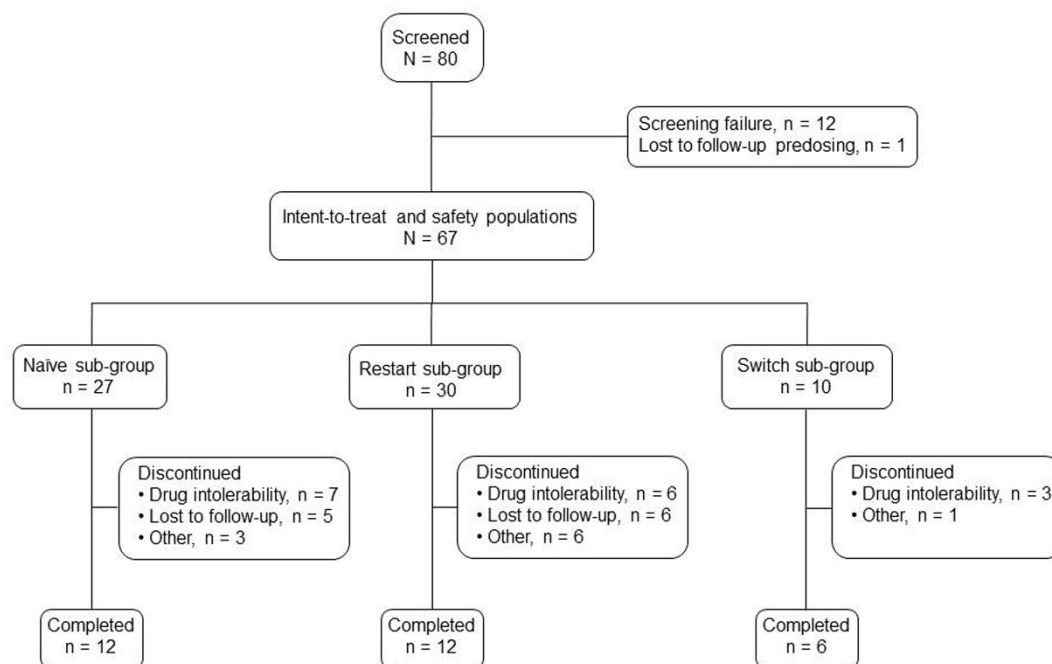 Screened
N = 80
Screening failure, n = 12
Lost to follow-up predosing, n = 1
Intent-to-treat and safety populations
N = 67
Naïve sub-group
n = 27
Restart sub-group
n = 30
Switch sub-group
n = 10
Discontinued
• Drug intolerability, n = 7
• Lost to follow-up, n = 5
• Other, n = 3
Discontinued
• Drug intolerability, n = 6
• Lost to follow-up, n = 6
• Other, n = 6
Discontinued
• Drug intolerability, n = 3
• Other, n = 1
Completed
n = 12
Completed
n = 12
Completed
n = 6